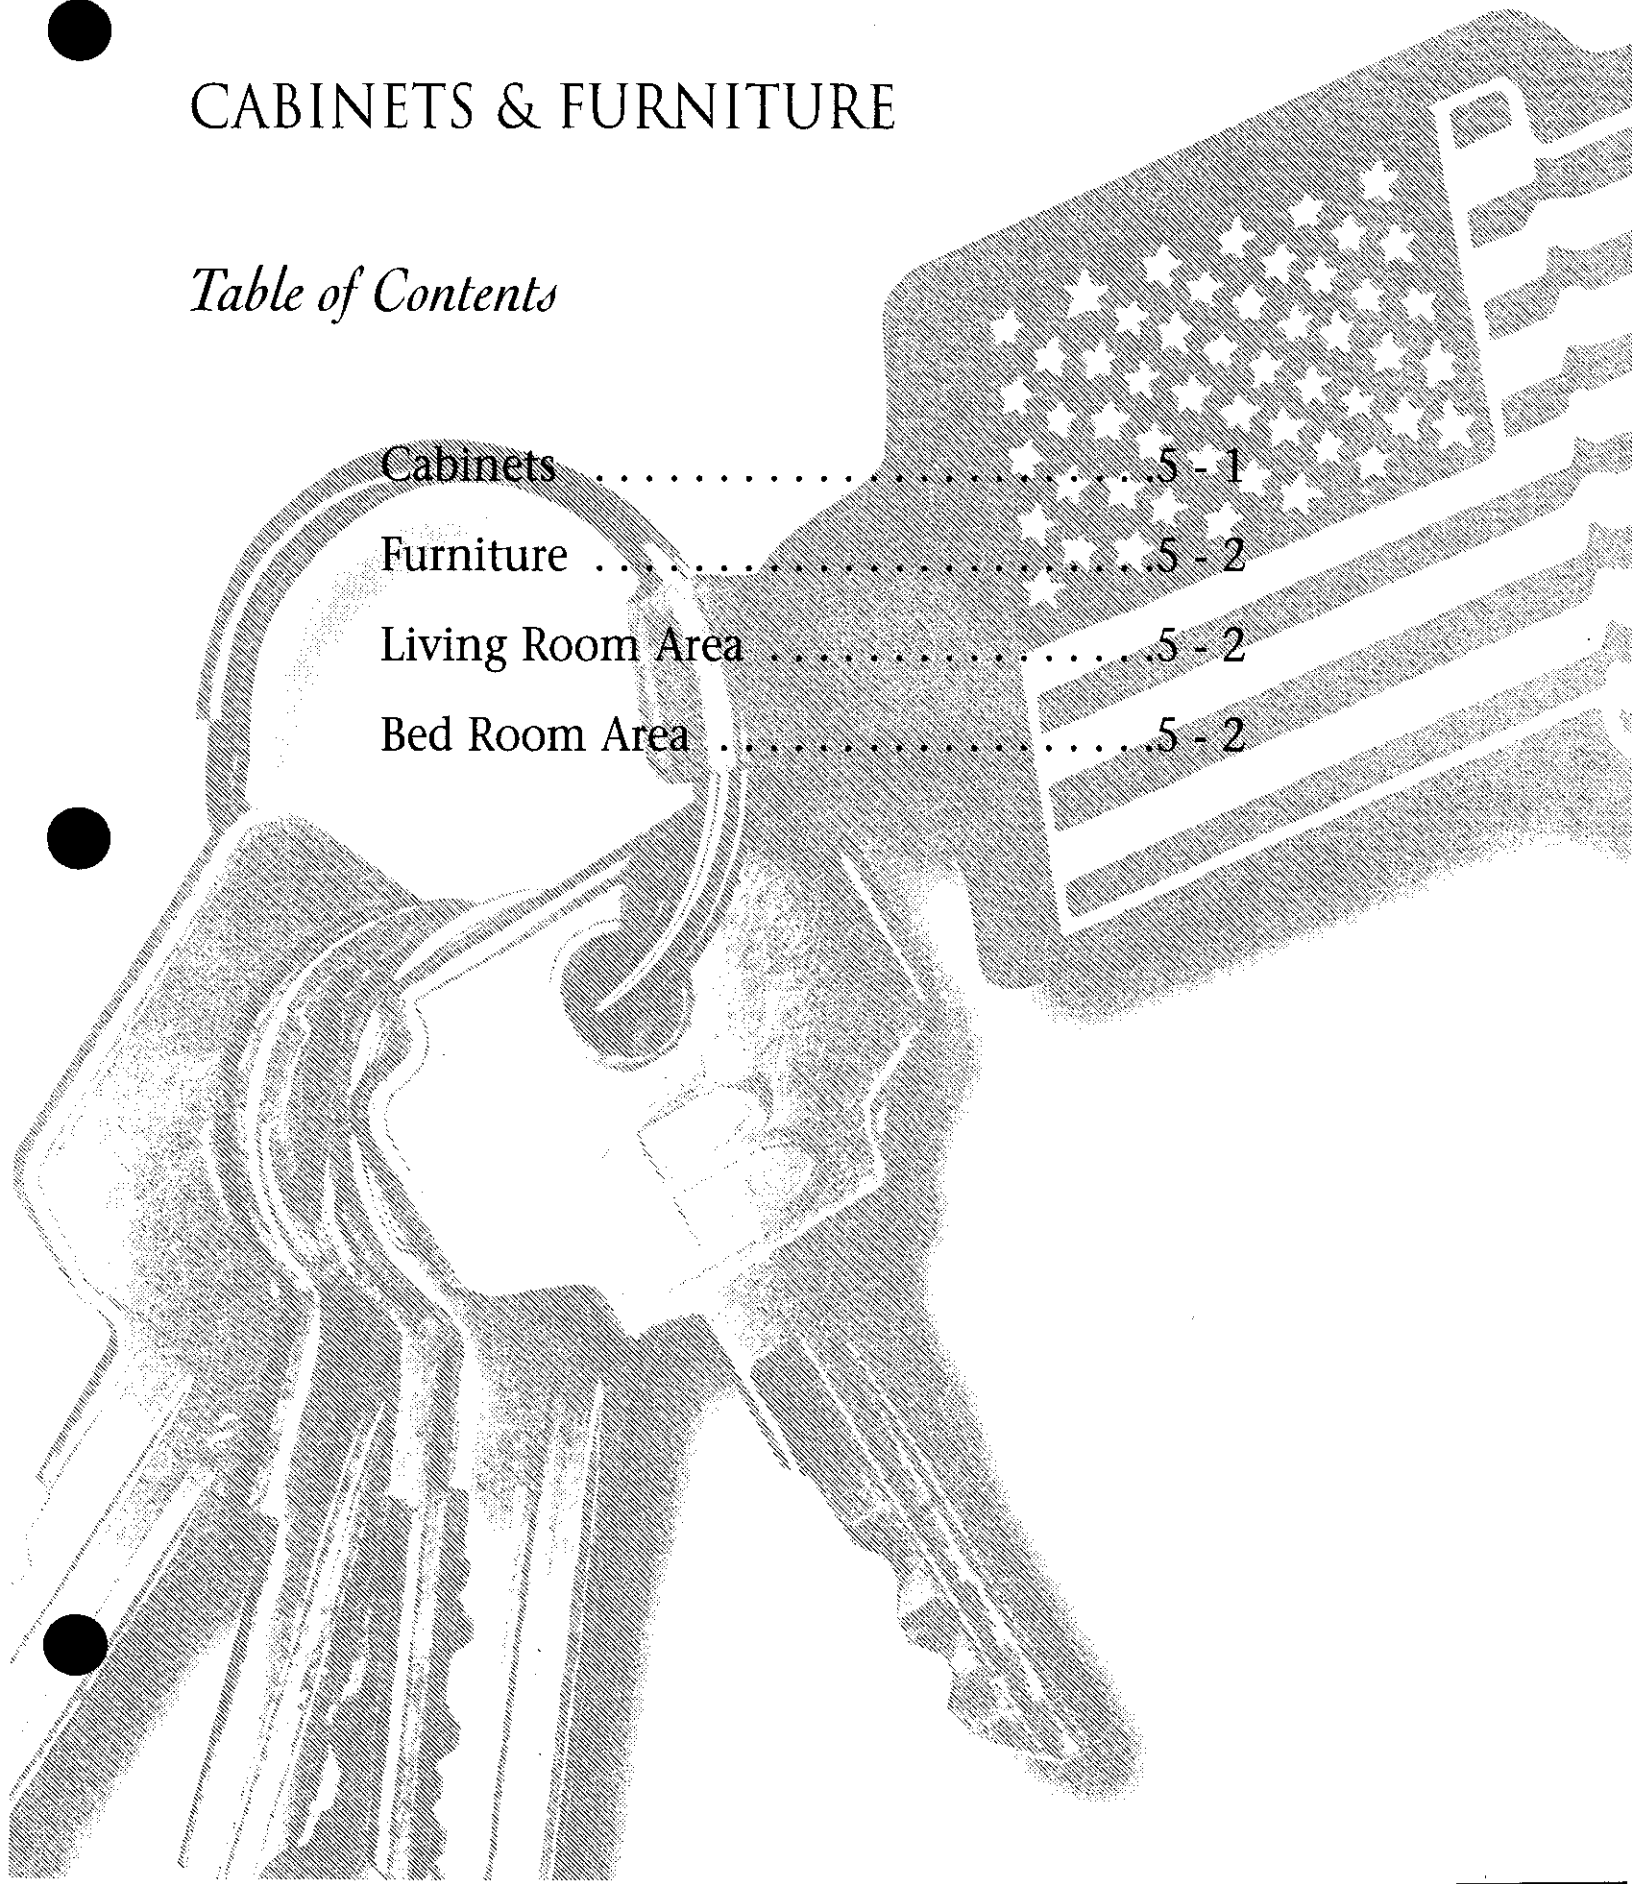 CABINETS & FURNITURE
Table of Contents
Cabinets . . . . . . . . . . . . . . . . . . . . . . .5 - 1
Furniture . . . . . . . . . . . . . . . . . . . . . . .5 - 2
Living Room Area . . . . . . . . . . . . . . . .5 - 2
Bed Room Area . . . . . . . . . . . . . . . . . .5 - 2